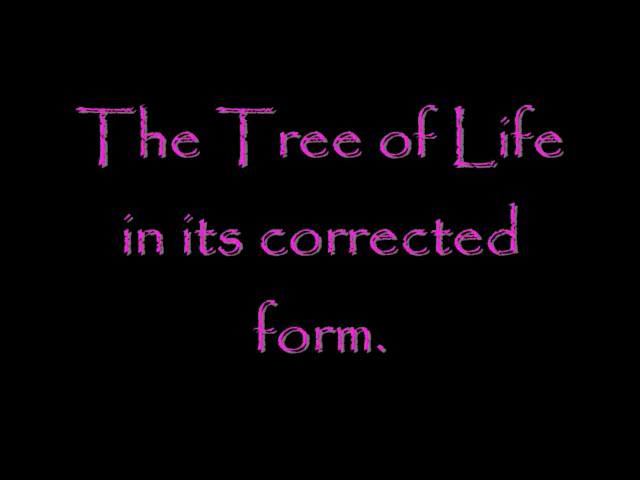 The Tree of Life
in its corrected
form.